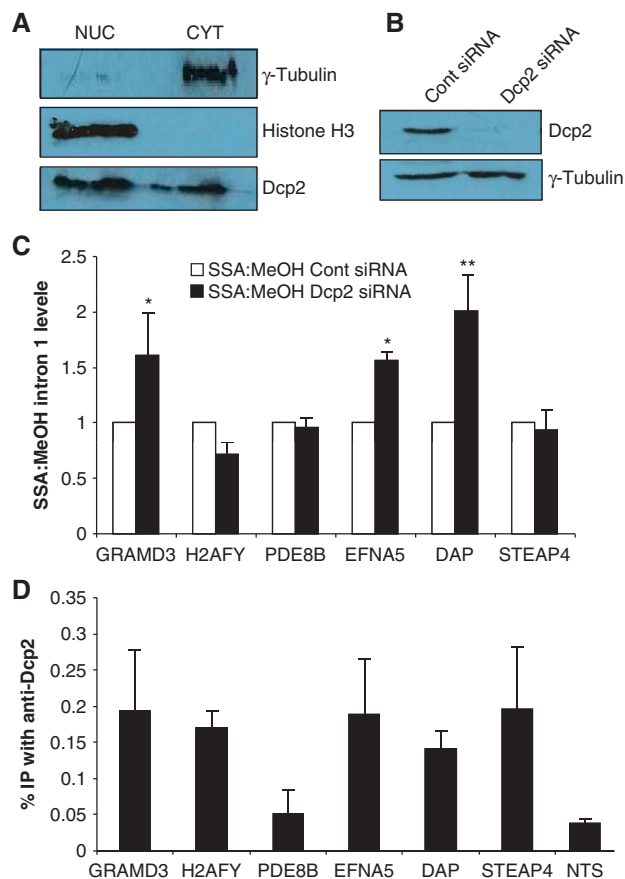 A
NUC CYT
γ-Tubulin
Histone H3
Dcp2
B
Cont siRNA
Dcp2 siRNA
Dcp2
γ-Tubulin
C
SSA:MeOH Cont siRNA
SSA:MeOH Dcp2 siRNA
SSA:MeOH intron 1 levele
2.5
2
1.5
1
0.5
0
* * **
GRAMD3 H2AFY PDE8B EFNA5 DAP STEAP4
D
% IP with anti-Dcp2
0.35
0.3
0.25
0.2
0.15
0.1
0.05
0
GRAMD3 H2AFY PDE8B EFNA5 DAP STEAP4 NTS